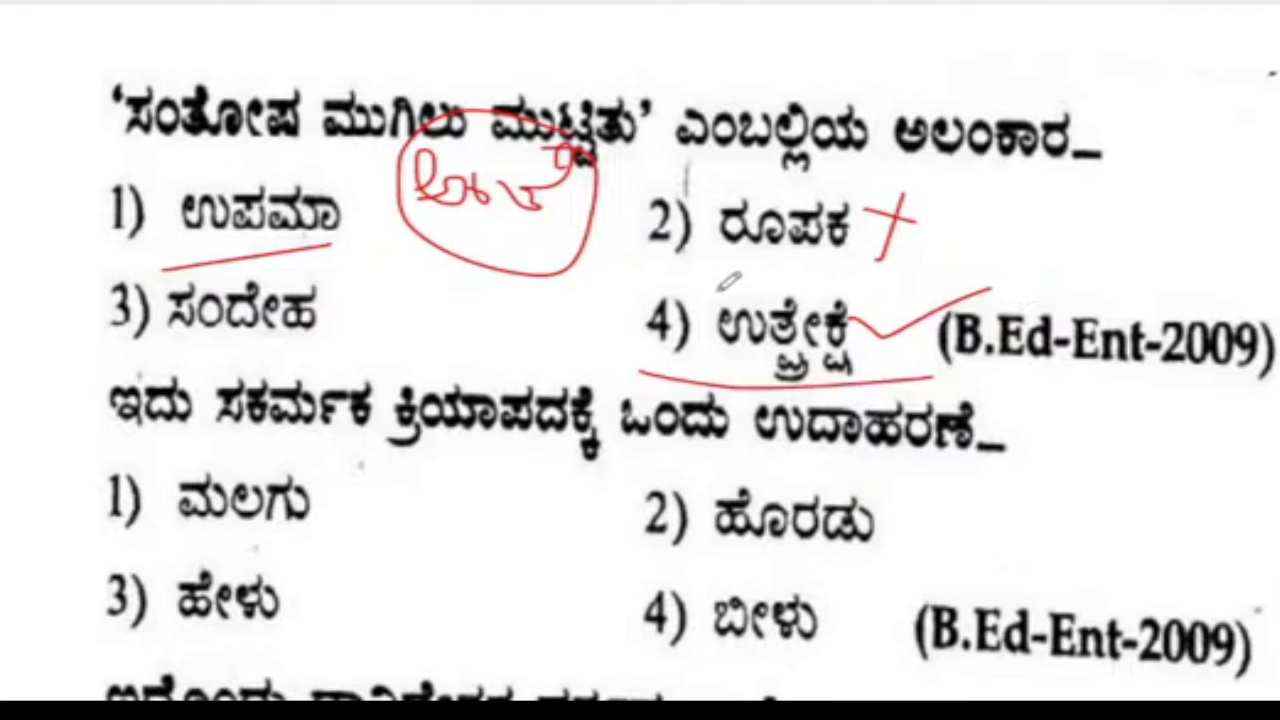 'ಸಂತೋಷ ಮುಗಿಲು ಮುಟ್ಟಿತು' ಎಂಬಲ್ಲಿಯ ಅಲಂಕಾರ_
1) ಉಪಮಾ 2) ರೂಪಕ
3) ಸಂದೇಹ 4) ಉತ್ಪ್ರೇಕ್ಷೆ (B.Ed-Ent-2009)
ಇದು ಸಕರ್ಮಕ ಕ್ರಿಯಾಪದಕ್ಕೆ ಒಂದು ಉದಾಹರಣೆ_
1) ಮಲಗು 2) ಹೊರಡು
3) ಹೇಳು 4) ಬೀಳು (B.Ed-Ent-2009)